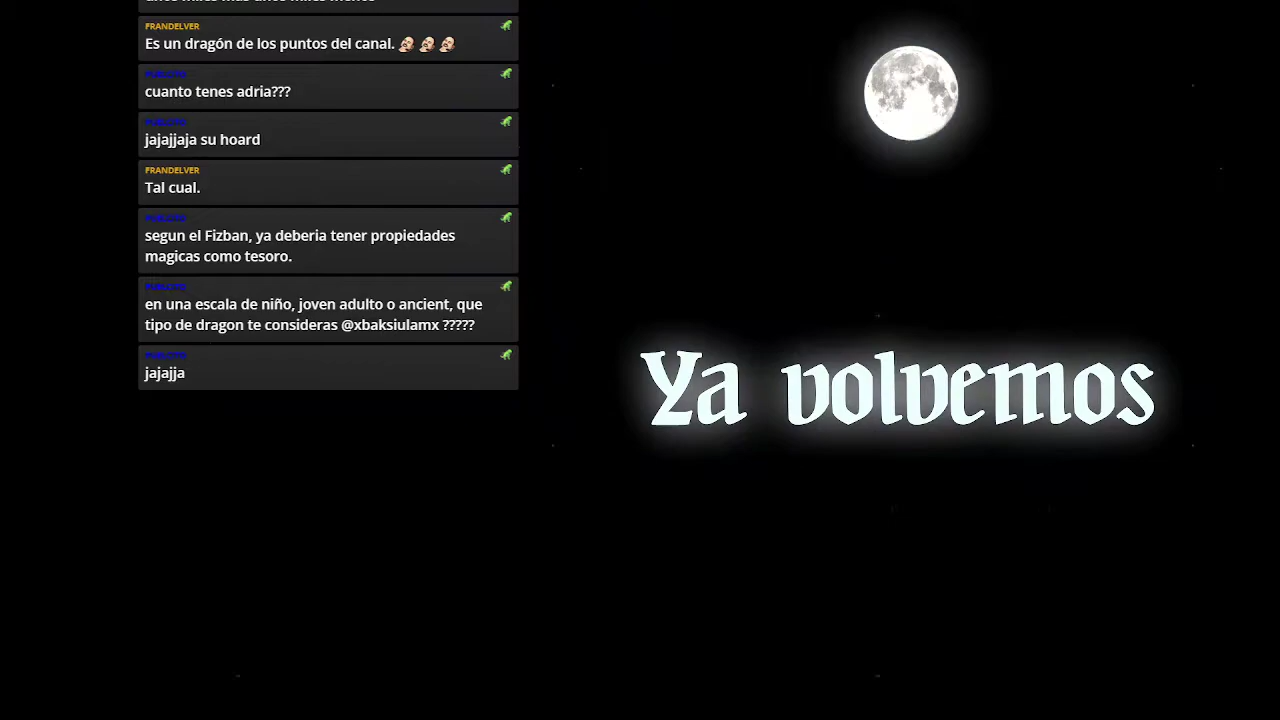 FRANDELVER
Es un dragón de los puntos del canal.
cuanto tenes adria???
jajajjaja su hoard
FRANDELVER
Tal cual.
segun el Fizban, ya deberia tener propiedades
magicas como tesoro.
en una escala de niño, joven adulto o ancient, que
tipo de dragon te consideras @xbaksiulamx ?????
jajajja
Ya volvemos